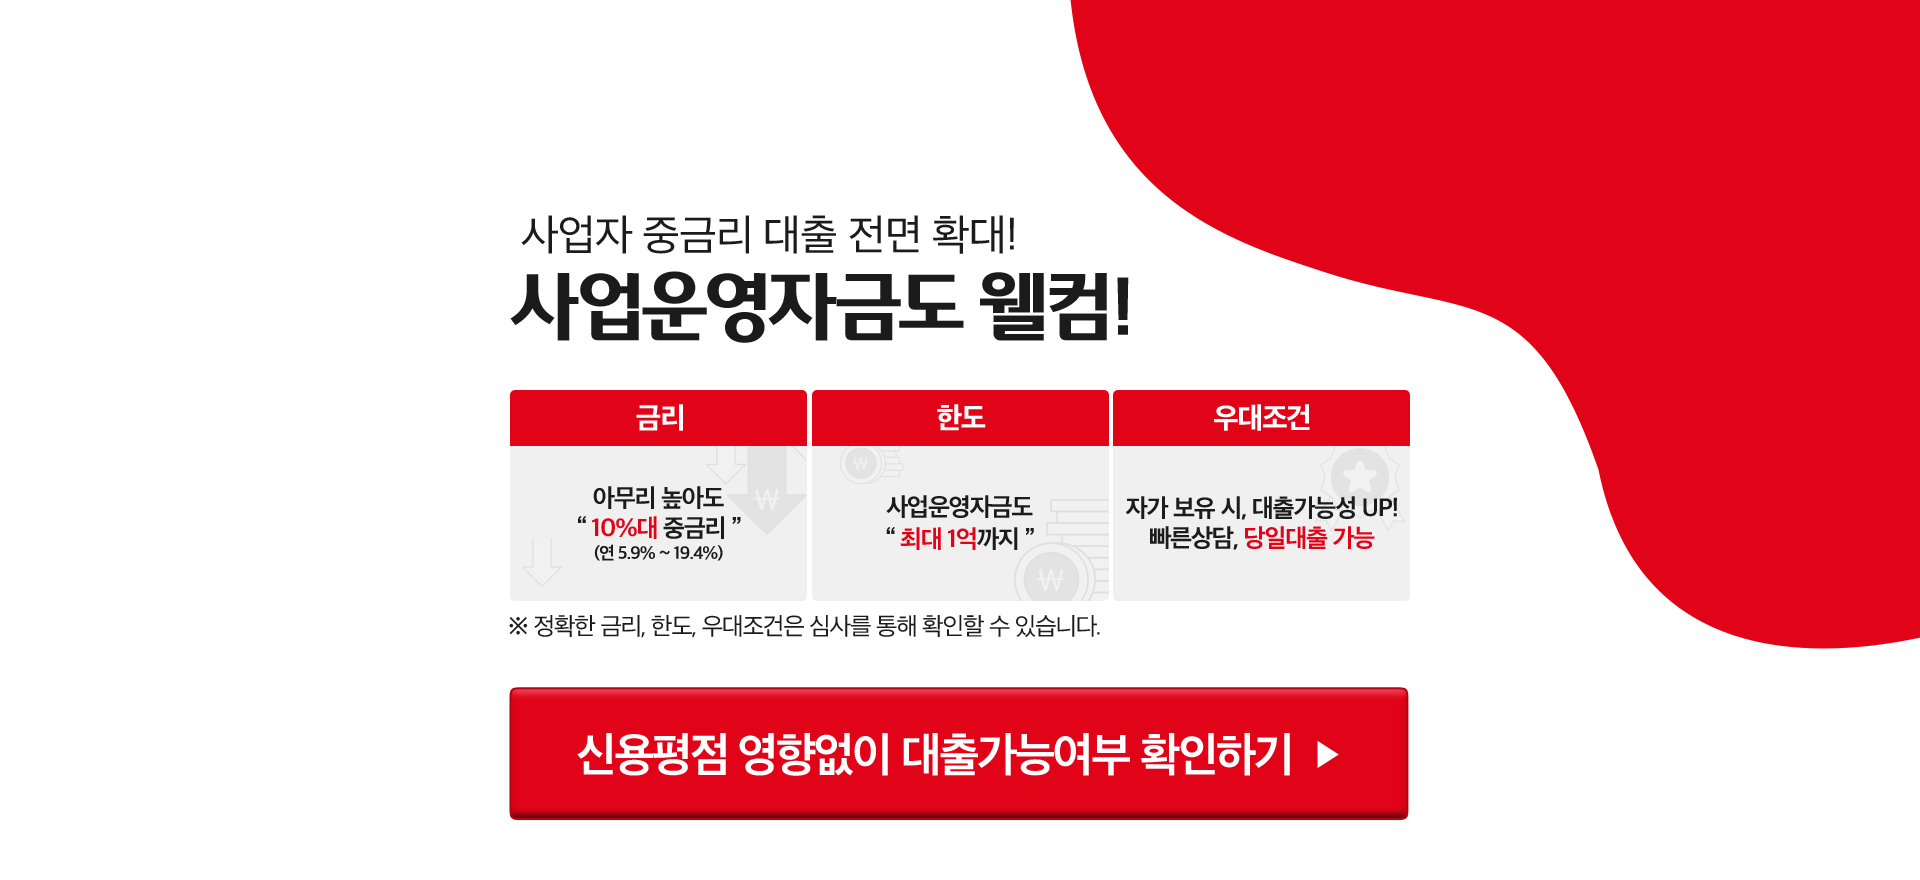 사업자 중금리 대출 전면 확대!
사업운영자금도 웰컴!
금리
아무리 높아도
“ 10%대 중금리 ”
(연 5.9% ~ 19.4%)
한도
사업운영자금도
“ 최대 1억까지 ”
우대조건
자가 보유 시, 대출가능성 UP!
빠른상담, 당일대출 가능
※ 정확한 금리, 한도, 우대조건은 심사를 통해 확인할 수 있습니다.
신용평점 영향없이 대출가능여부 확인하기 ▶